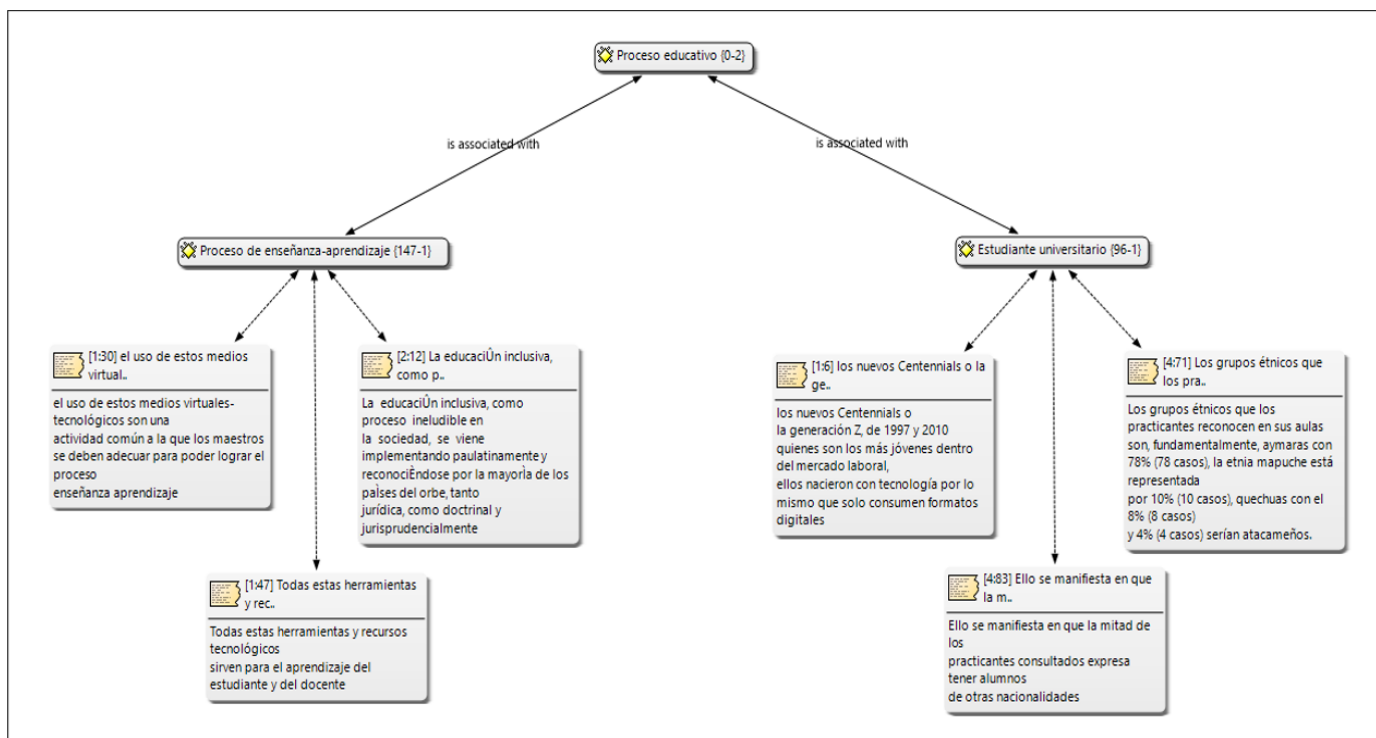 Proceso educativo {0-2}
is associated with
is associated with
Proceso de enseñanza-aprendizaje {147-1}
Estudiante universitario {96-1}
[1:30] el uso de estos medios
virtual..
el uso de estos medios virtuales-
tecnológicos son una
actividad común a la que los maestros
se deben adecuar para poder lograr el
proceso
enseñanza aprendizaje
[2:12] La educaciÛn inclusiva,
como p..
La educaciÛn inclusiva, como
proceso ineludible en
la sociedad, se viene
implementando paulatinamente y
reconociÈndose por la mayorÌa de los
paÌses del orbe, tanto
jurídica, como doctrinal y
jurisprudencialmente
[1:6] los nuevos Centennials o la
ge..
los nuevos Centennials o
la generación Z, de 1997 y 2010
quienes son los más jóvenes dentro
del mercado laboral,
ellos nacieron con tecnología por lo
mismo que solo consumen formatos
digitales
[4:71] Los grupos étnicos que
los pra..
Los grupos étnicos que los
practicantes reconocen en sus aulas
son, fundamentalmente, aymaras con
78% (78 casos), la etnia mapuche está
representada
por 10% (10 casos), quechuas con el
8% (8 casos)
y 4% (4 casos) serían atacameños.
[1:47] Todas estas herramientas
y rec..
Todas estas herramientas y recursos
tecnológicos
sirven para el aprendizaje del
estudiante y del docente
[4:83] Ello se manifiesta en que
la m..
Ello se manifiesta en que la mitad de
los
practicantes consultados expresa
tener alumnos
de otras nacionalidades